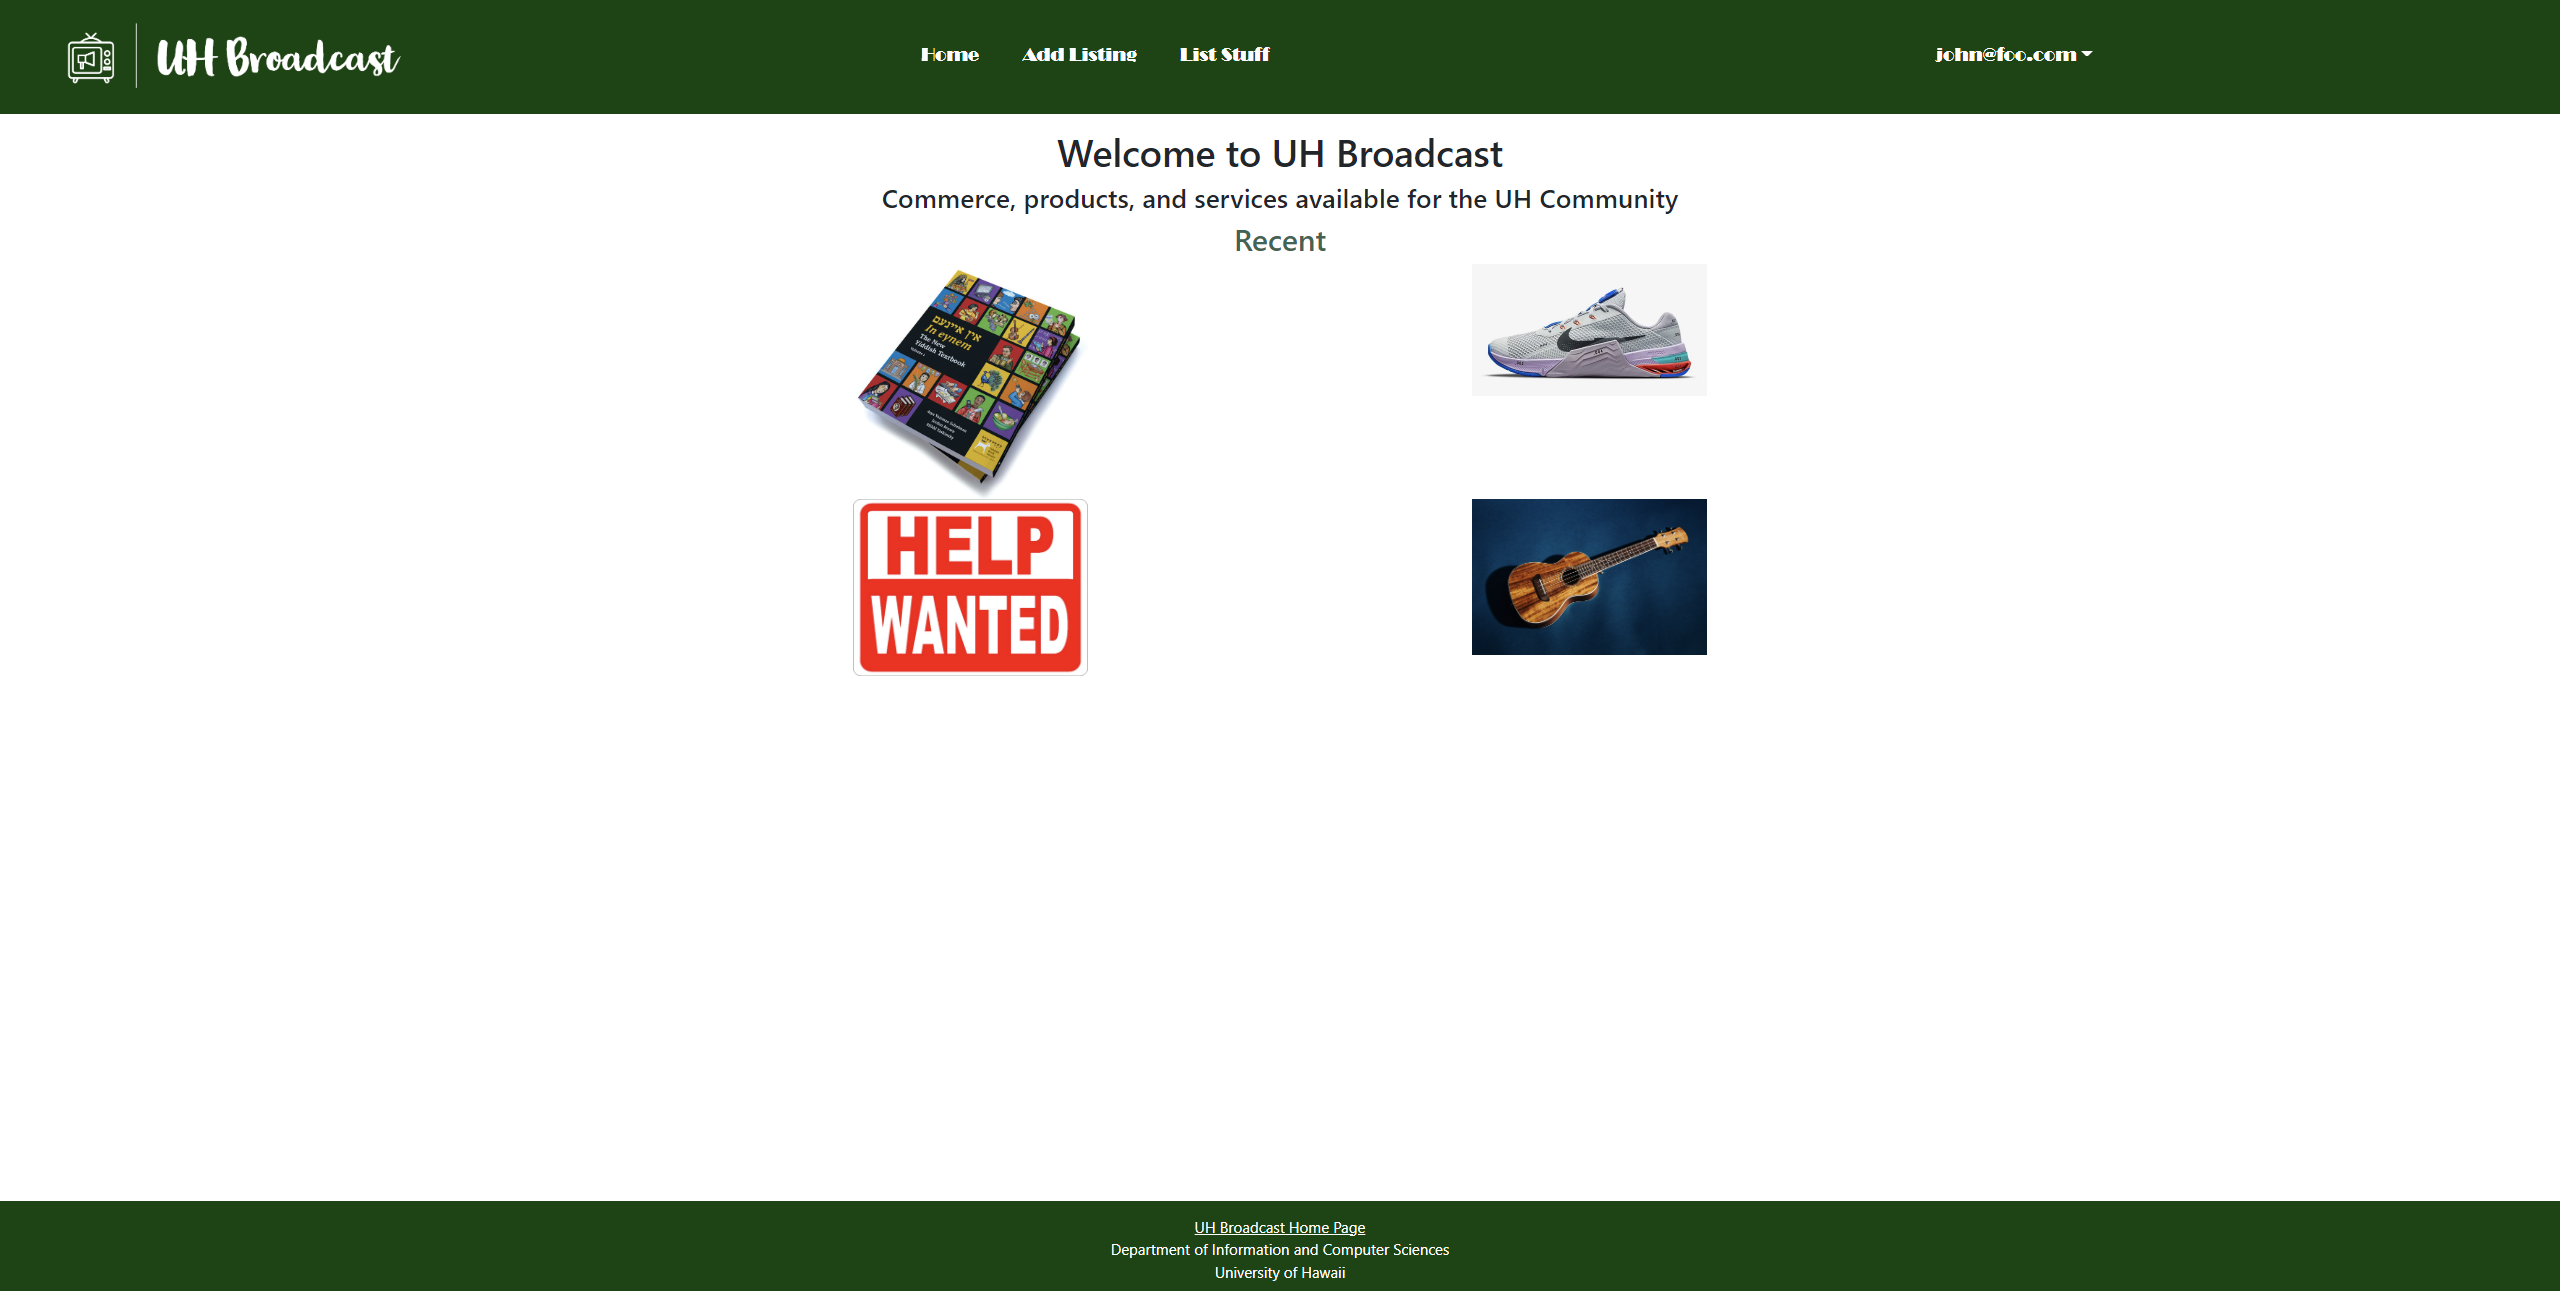 UH Broadcast
Home
Add Listing
List Stuff
john@foo.com
Welcome to UH Broadcast
Commerce, products, and services available for the UH Community
Recent
אין איינעם
In eynem
The New
Yiddish Textbook
HELP
WANTED
UH Broadcast Home Page
Department of Information and Computer Sciences
University of Hawaii